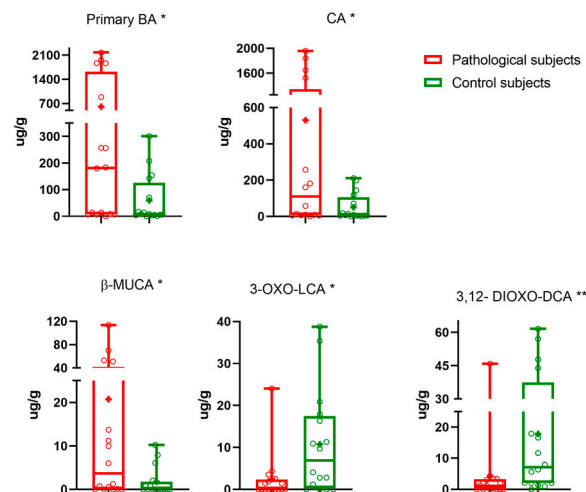 Primary BA *
CA *
Pathological subjects
Control subjects
ug/g
2100
1400
700
300
200
100
0
ug/g
2000
1600
1200
600
400
200
0
β-MUCA *
3-OXO-LCA *
3,12- DIOXO-DCA **
ug/g
120
80
40
20
10
0
ug/g
40
30
20
10
0
ug/g
60
45
30
20
10
0